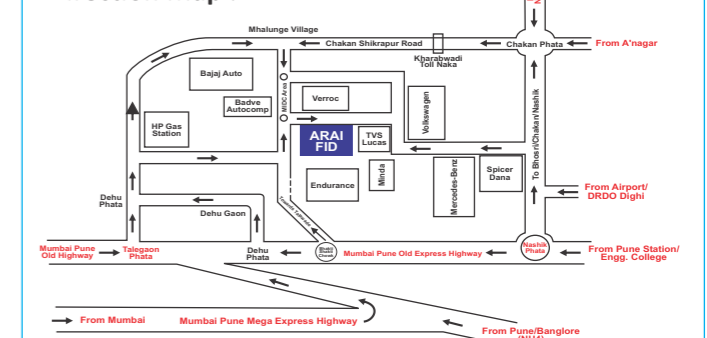 Mhalunge Village
Chakan Shikrapur Road
Chakan Phata
From A'nagar
Kharabwadi
Toll Naka
Bajaj Auto
MIDC Area
Verroc
Badve
Autocomp
Volkswagen
To Bhosri/Chakan/Nashik
HP Gas
Station
ARAI
FID
TVS
Lucas
Minda
Mercedes-Benz
Spicer
Dana
Endurance
From Airport/
DRDO Dighi
Dehu
Phata
Dehu Gaon
Mumbai Pune
Old Highway
Talegaon
Phata
Dehu
Phata
Chowk
Mumbai Pune Old Express Highway
Nashik
Phata
From Pune Station/
Engg. College
From Mumbai
Mumbai Pune Mega Express Highway
From Pune/Banglore